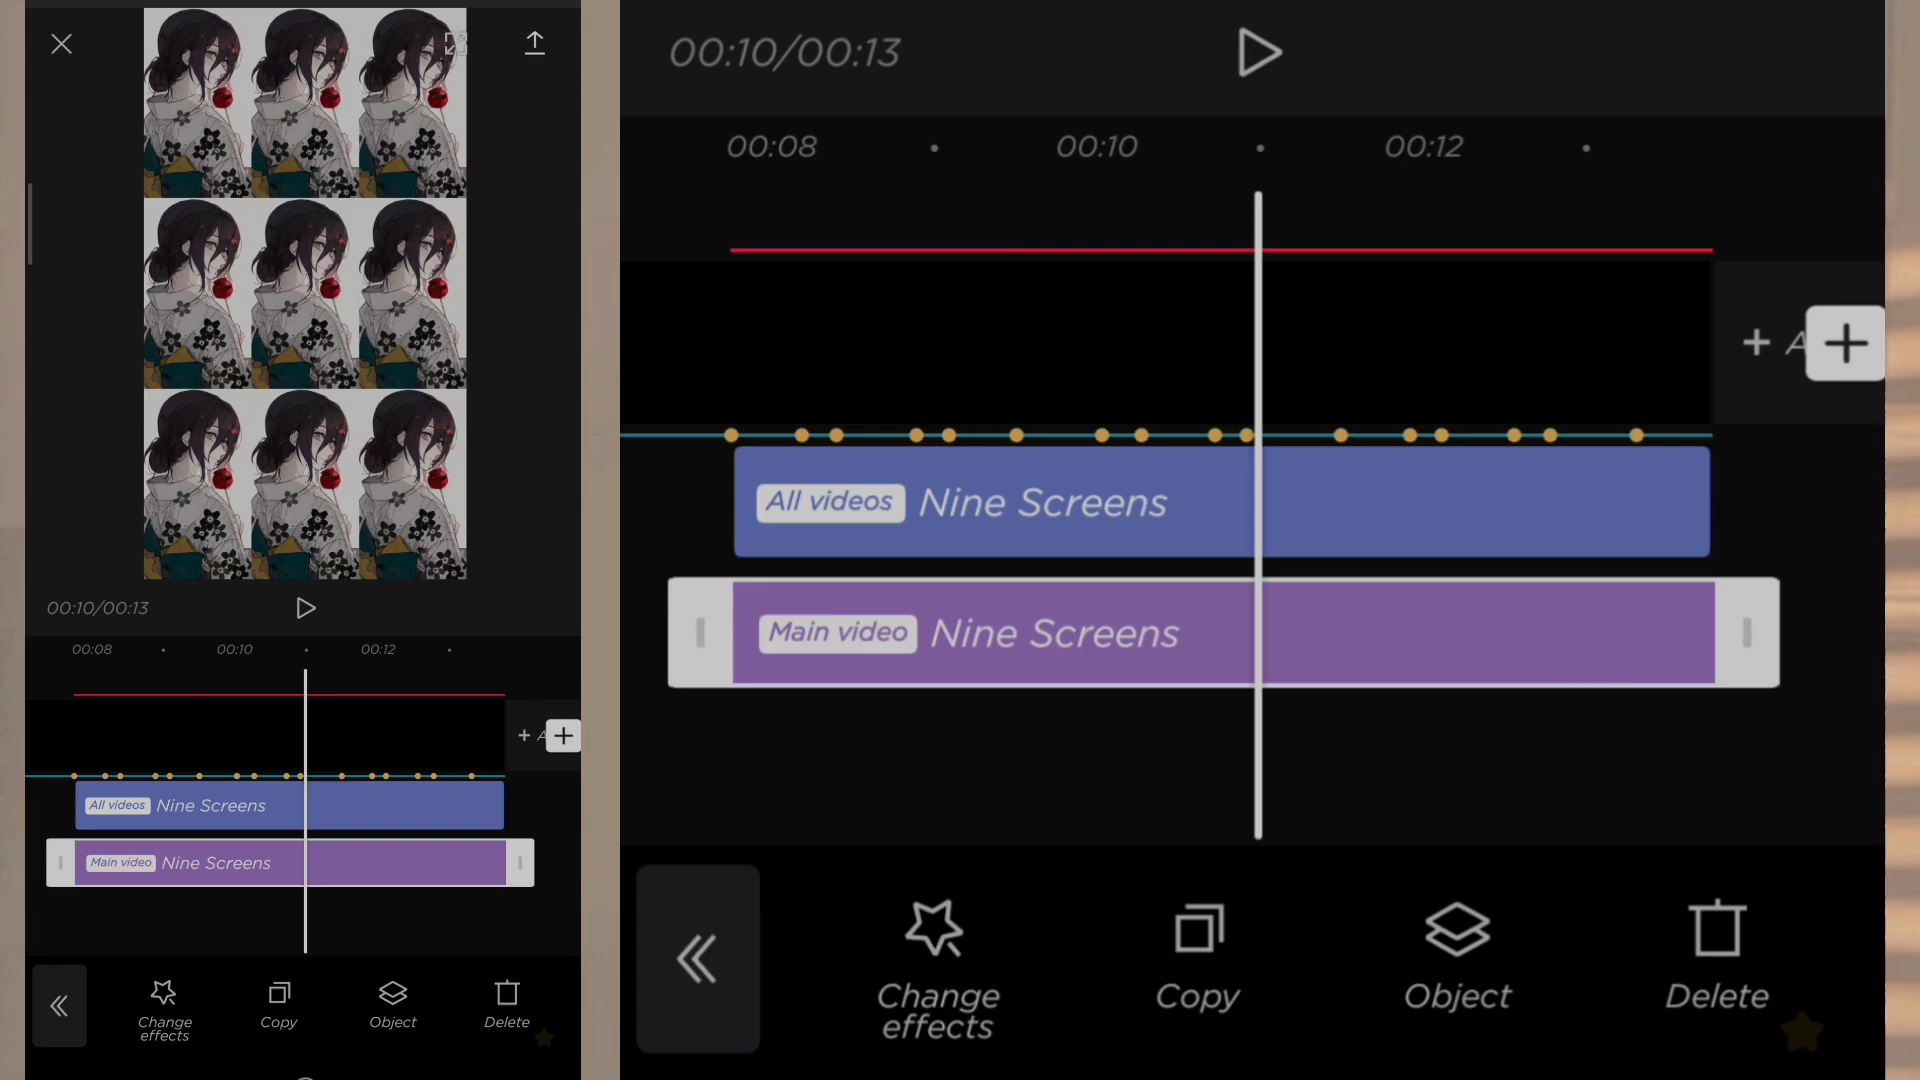 00:10/00:13
00:08
00:10
00:12
+ A
All videos Nine Screens
Main video Nine Screens
Change
effects
Copy
Object
Delete
00:10/00:13
00:08
00:10
00:12
+ A
All videos Nine Screens
Main video Nine Screens
Change
effects
Copy
Object
Delete